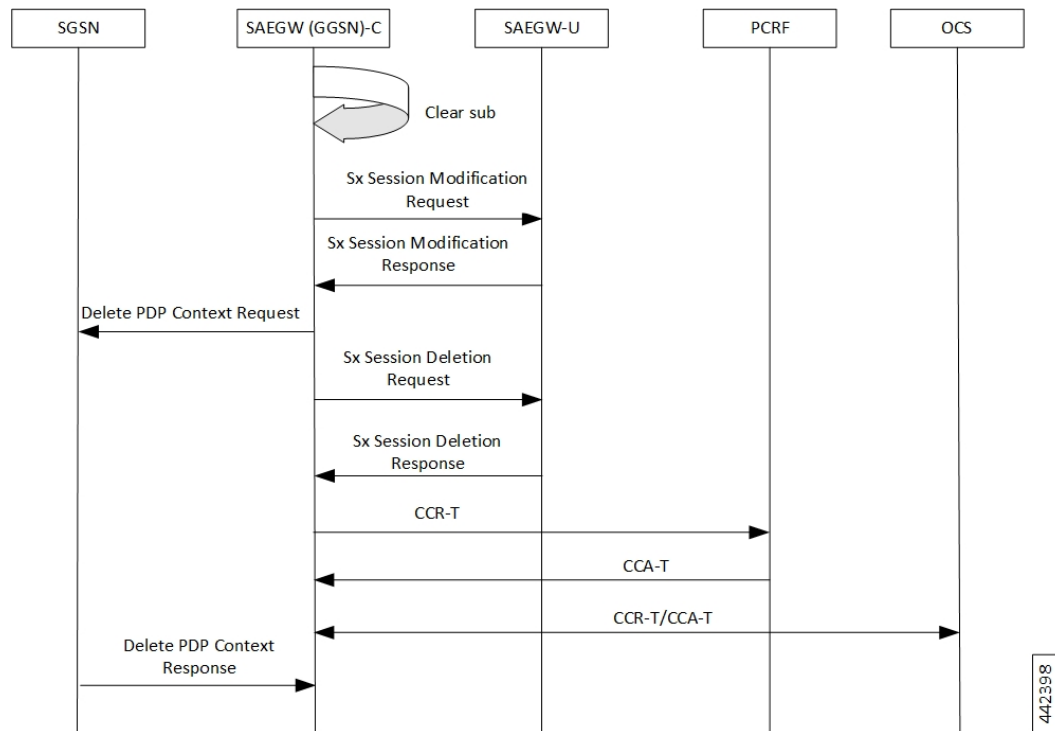 SGSN
SAEGW (GGSN)-C
SAEGW-U
PCRF
OCS
Clear sub
Sx Session Modification
Request
Sx Session Modification
Response
Delete PDP Context Request
Sx Session Deletion
Request
Sx Session Deletion
Response
CCR-T
CCA-T
CCR-T/CCA-T
Delete PDP Context
Response
442398